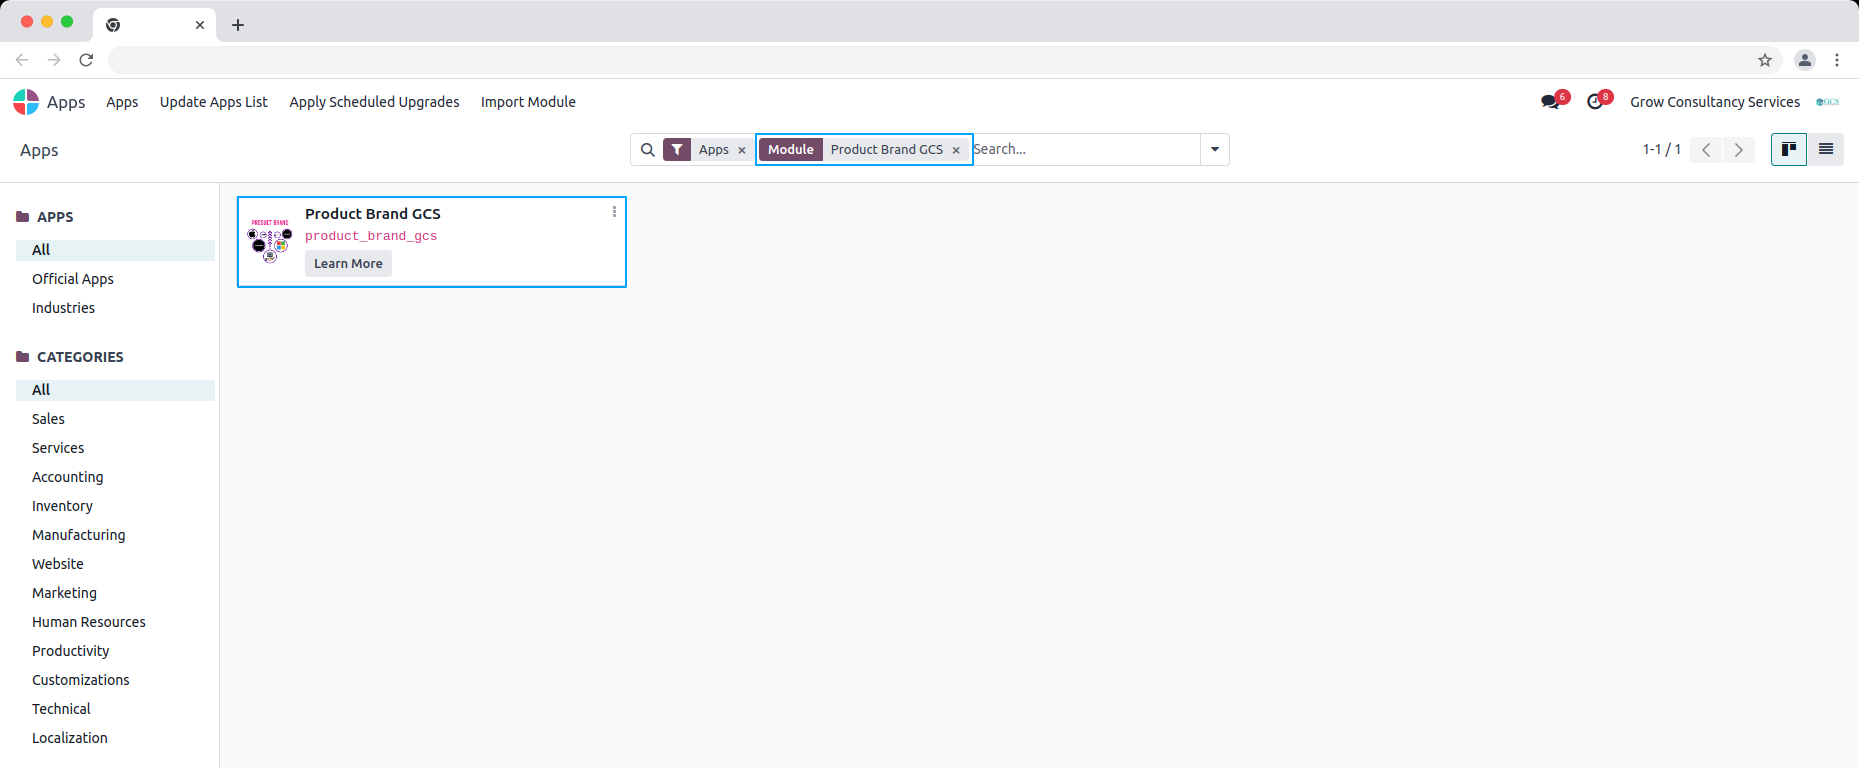 Apps
Apps
Update Apps List
Apply Scheduled Upgrades
Import Module
6
8
Grow Consultancy Services
GCS
Apps
Apps ×
Module Product Brand GCS ×
Search...
1-1 / 1
APPS
All
Official Apps
Industries
CATEGORIES
All
Sales
Services
Accounting
Inventory
Manufacturing
Website
Marketing
Human Resources
Productivity
Customizations
Technical
Localization
PRODUCT BRAND
Product Brand GCS
product_brand_gcs
Learn More